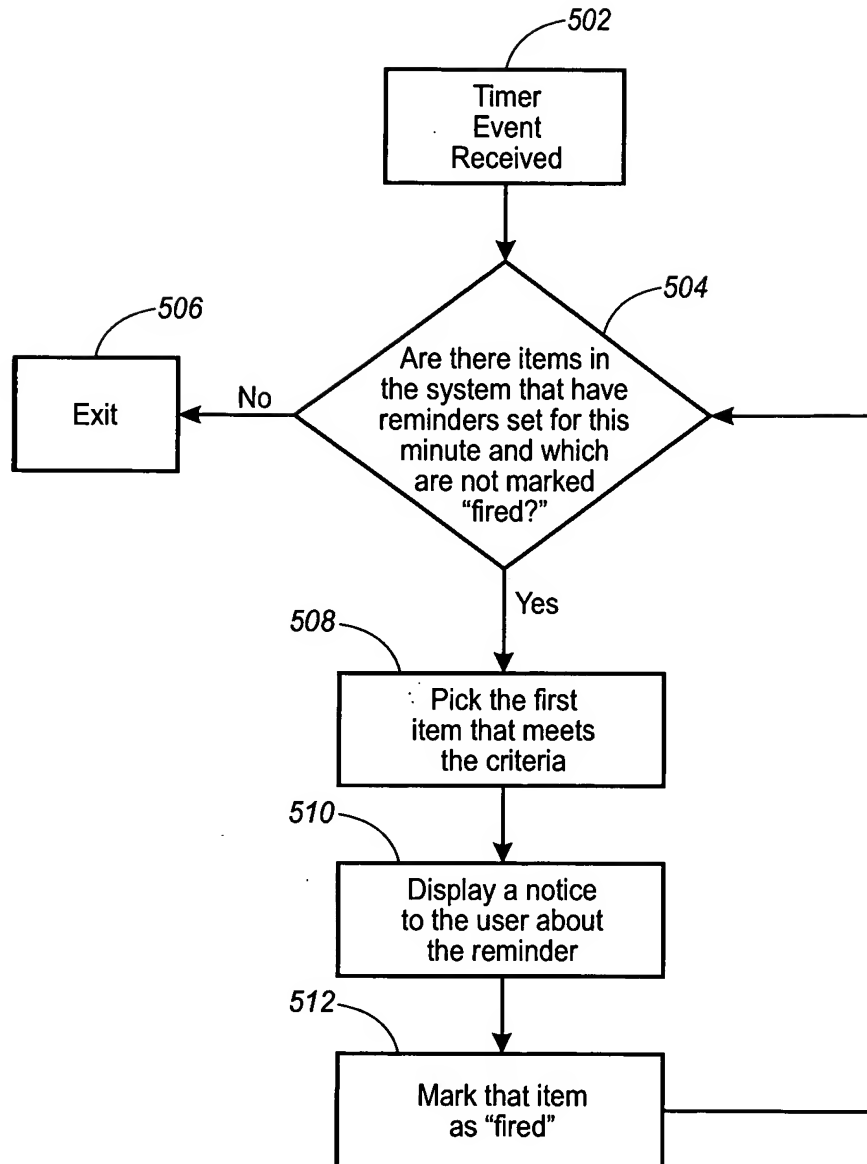 502
Timer
Event
Received
504
Are there items in
the system that have
reminders set for this
minute and which
are not marked
“fired?”
506
Exit
No
Yes
508
Pick the first
item that meets
the criteria
510
Display a notice
to the user about
the reminder
512
Mark that item
as “fired”